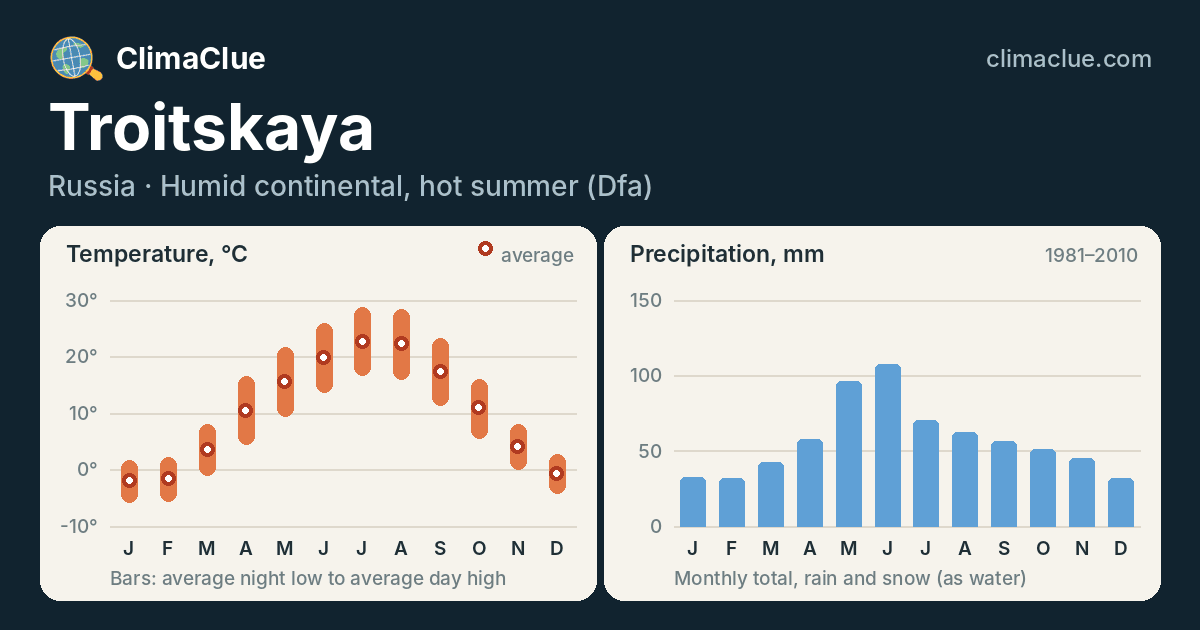 ClimaClue
climaclue.com
Troitskaya
Russia · Humid continental, hot summer (Dfa)
Temperature, °C
average
30°
20°
10°
0°
-10°
J F M A M J J A S O N D
Bars: average night low to average day high
Precipitation, mm
1981–2010
150
100
50
0
J F M A M J J A S O N D
Monthly total, rain and snow (as water)